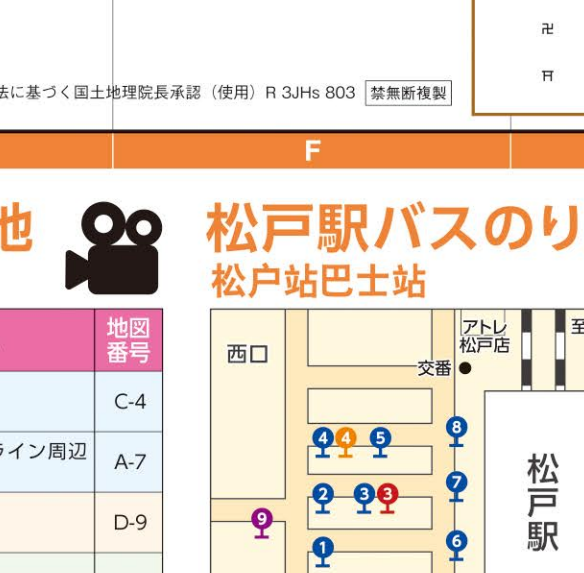 卍
法に基づく国土地理院長承認（使用）R 3JHs 803 禁無断複製
F
地
松戸駅バスのり
松户站巴士站
地図
番号
C-4
ライン周辺
A-7
D-9
西口
アトレ
松戸店
至
交番
8
4 4 5
7
2 3 3
9
6
1
松戸駅